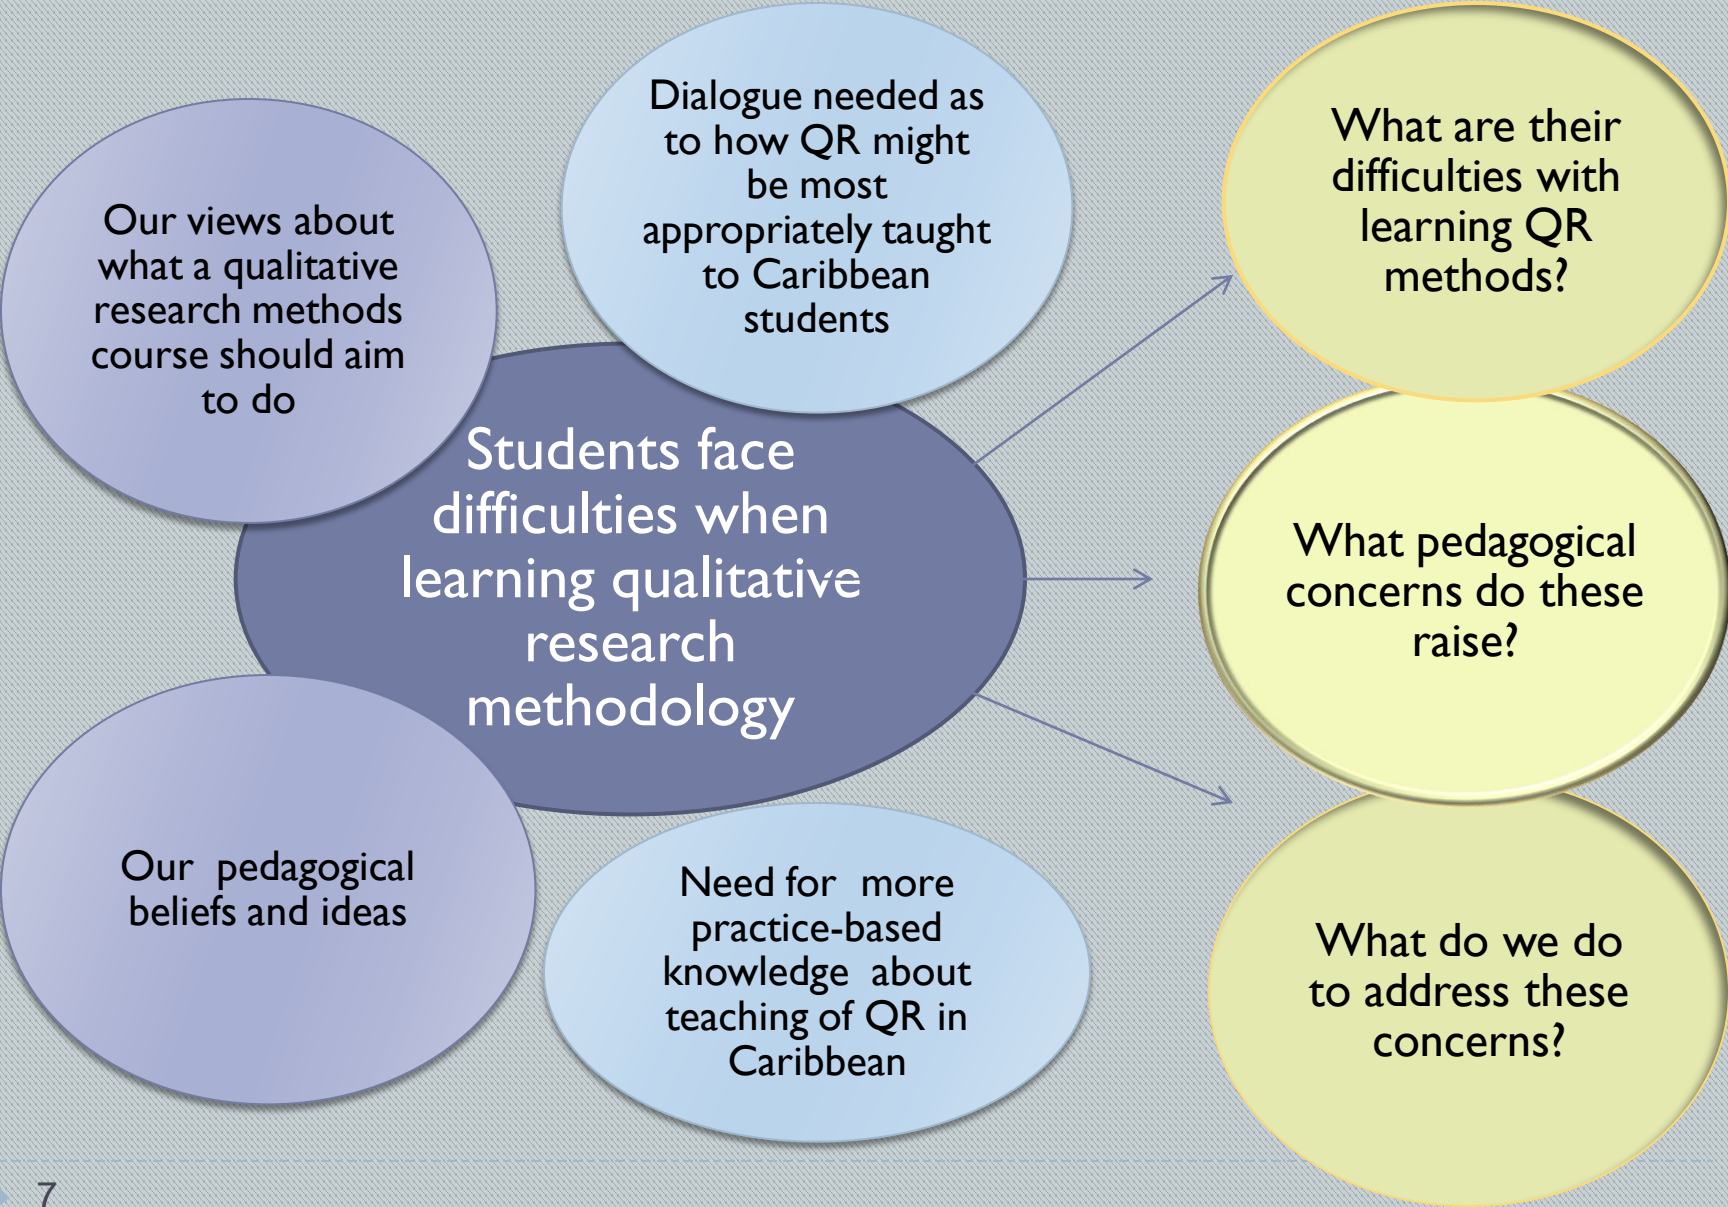 Our views about
what a qualitative
research methods
course should aim
to do
Dialogue needed as
to how QR might
be most
appropriately taught
to Caribbean
students
What are their
difficulties with
learning QR
methods?
Students face
difficulties when
learning qualitative
research
methodology
What pedagogical
concerns do these
raise?
Our  pedagogical
beliefs and ideas
Need for  more
practice-based
knowledge  about
teaching of QR in
Caribbean
What do we do
to address these
concerns?
7